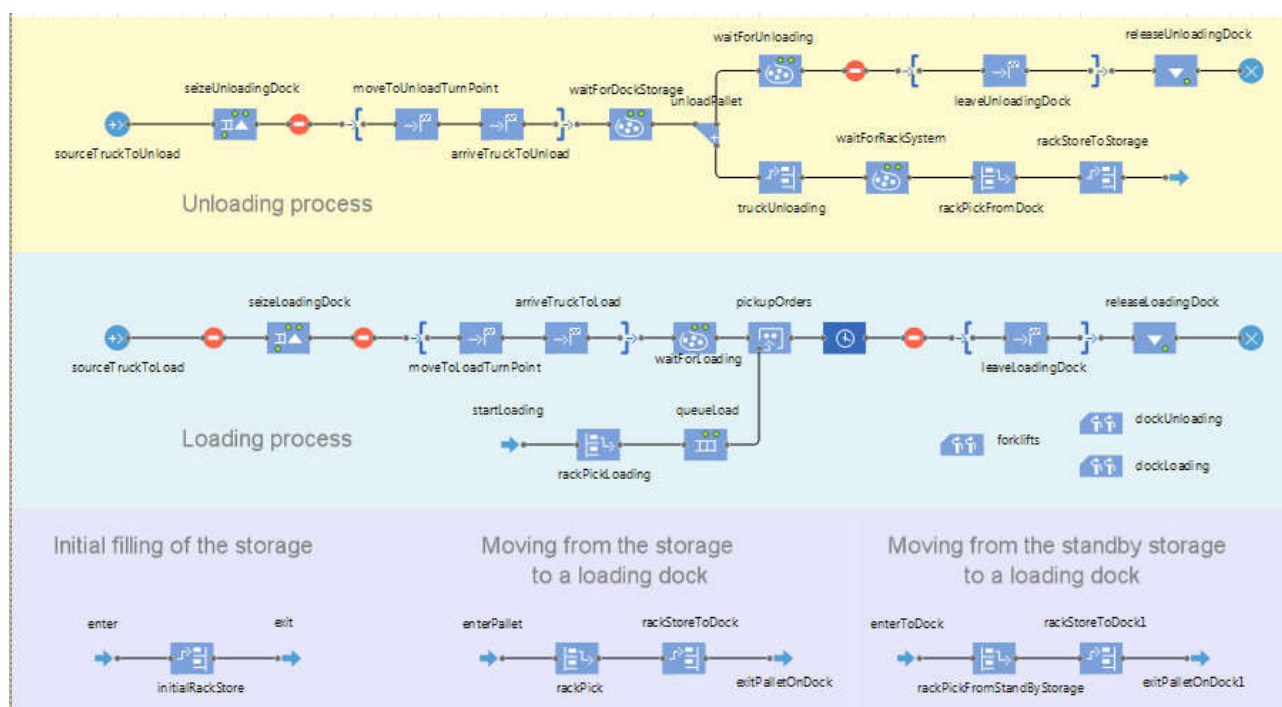 waitForUnloading
releaseUnloadingDock
seizeUnloadingDock
moveToUnloadTurnPoint
waitForDockStorage
unloadPallet
leaveUnloadingDock
sourceTruckToUnload
arriveTruckToUnload
waitForRackSystem
rackStoreToStorage
Unloading process
truckUnloading
rackPickFromDock
seizeLoadingDock
arriveTruckToLoad
pickupOrders
releaseLoadingDock
sourceTruckToLoad
moveToLoadTurnPoint
waitForLoading
leaveLoadingDock
startLoading
queueLoad
Loading process
forklifts
dockUnloading
dockLoading
rackPickLoading
Initial filling of the storage
Moving from the storage
to a loading dock
Moving from the standby storage
to a loading dock
enter
exit
enterPallet
rackStoreToDock
enterToDock
rackStoreToDock1
initialRackStore
rackPick
exitPalletOnDock
rackPickFromStandByStorage
exitPalletOnDock1